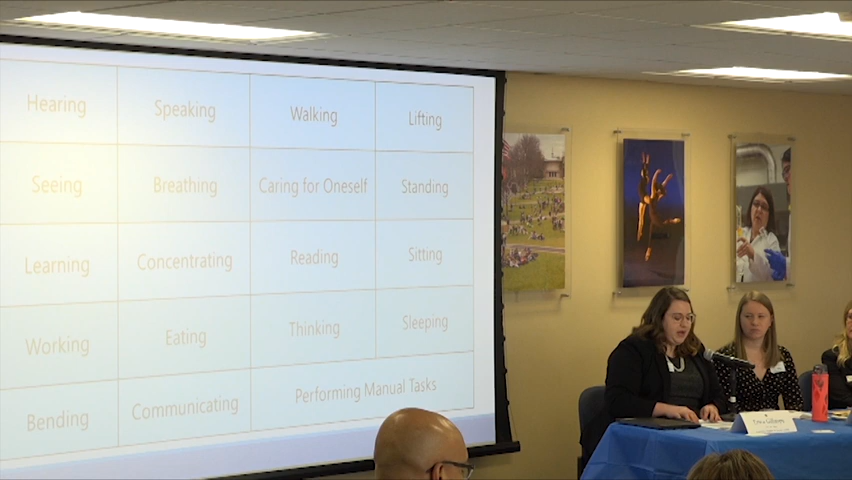 Hearing Speaking Walking Lifting
Seeing Breathing Caring for Oneself Standing
Learning Concentrating Reading Sitting
Working Eating Thinking Sleeping
Bending Communicating Performing Manual Tasks